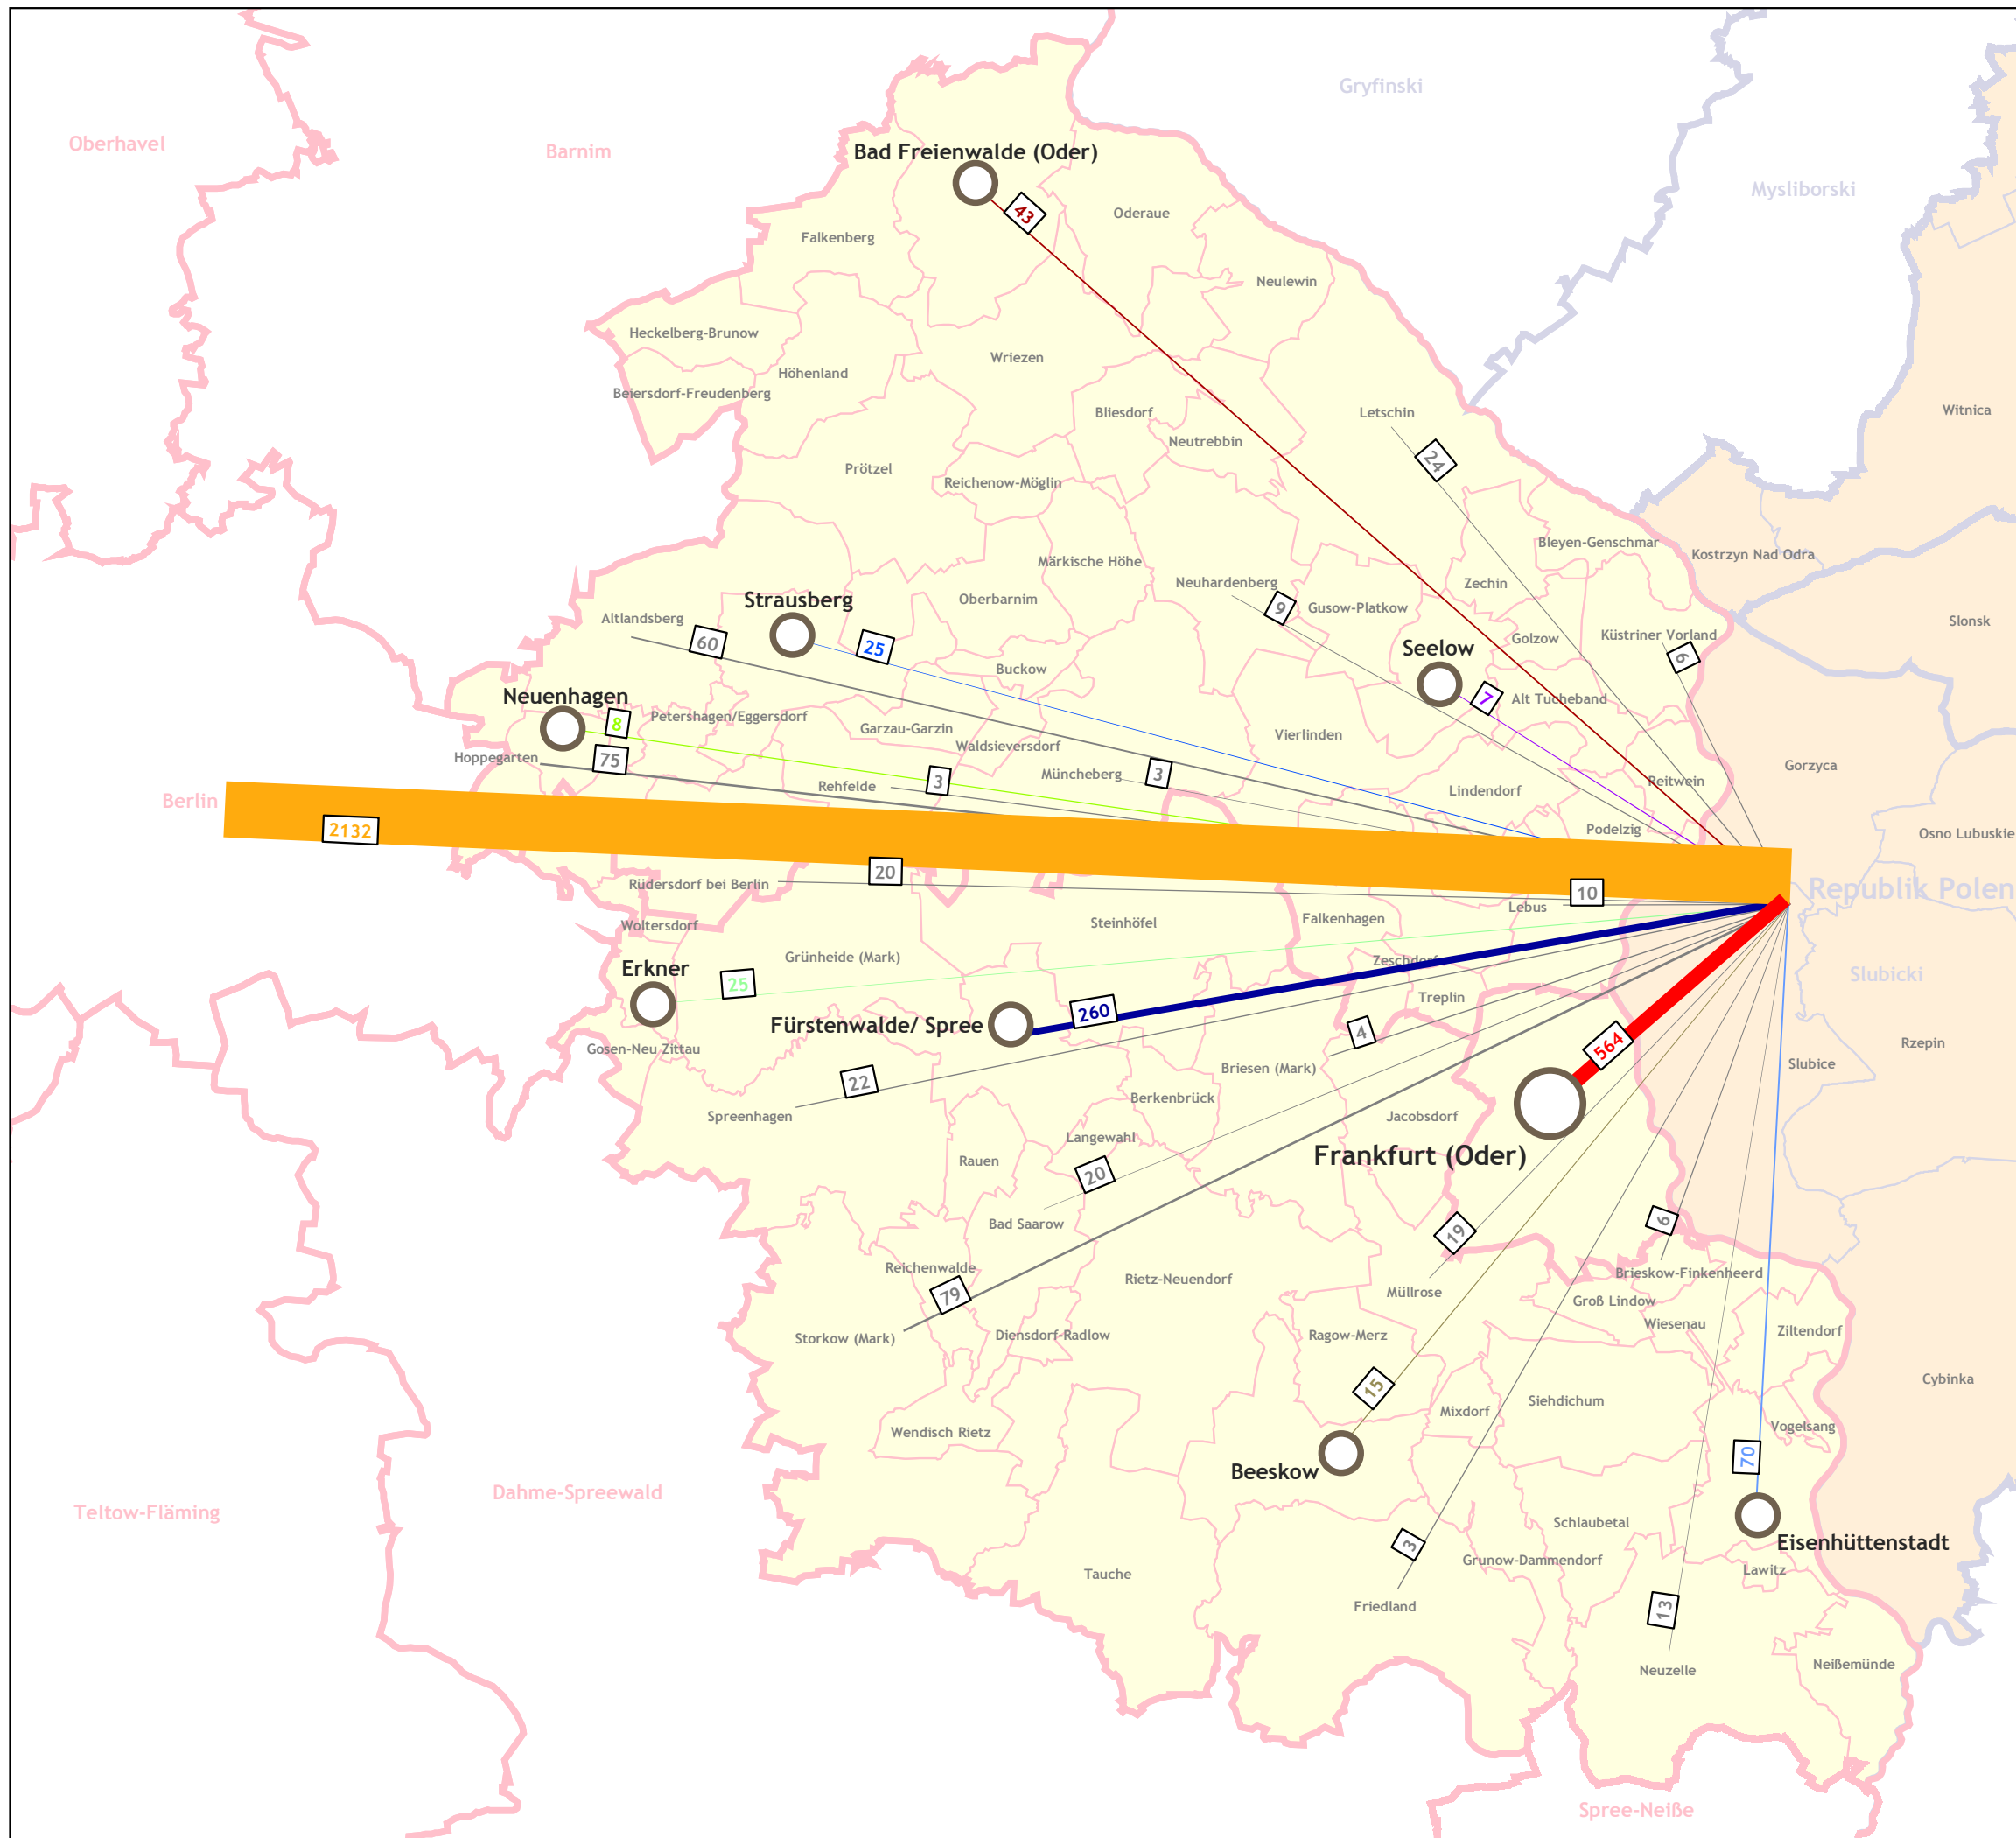 Gryfinski
Oberhavel
Barnim
Bad Freienwalde (Oder)
Mysliborski
43
Oderaue
Falkenberg
Neulewin
Heckelberg-Brunow
Wriezen
Höhenland
Beiersdorf-Freudenberg
Bliesdorf
Letschin
Witnica
Neutrebbin
24
Prötzel
Reichenow-Möglin
Bleyen-Genschmar
Kostrzyn Nad Odra
Märkische Höhe
Neuhardenberg
Zechin
Strausberg
Oberbarnim
9
Gusow-Platkow
Altlandsberg
Slonsk
60
25
Golzow
Küstriner Vorland
Seelow
6
Buckow
Neuenhagen
7
Alt Tucheband
8
Petershagen/Eggersdorf
Garzau-Garzin
Vierlinden
Waldsieversdorf
Hoppegarten
75
Gorzyca
3
Müncheberg
3
Rehfelde
Reitwein
Lindendorf
Berlin
2132
Podelzig
Osno Lubuskie
20
Rüdersdorf bei Berlin
10
Republik Polen
Lebus
Falkenhagen
Woltersdorf
Steinhöfel
Grünheide (Mark)
Zeschdorf
Erkner
25
Slubicki
Treplin
260
Fürstenwalde/ Spree
4
564
Rzepin
Gosen-Neu Zittau
Briesen (Mark)
Slubice
22
Berkenbrück
Spreenhagen
Jacobsdorf
Langewahl
Frankfurt (Oder)
Rauen
20
Bad Saarow
19
6
Reichenwalde
Rietz-Neuendorf
Brieskow-Finkenheerd
79
Müllrose
Groß Lindow
Wiesenau
Storkow (Mark)
Diensdorf-Radlow
Ragow-Merz
Ziltendorf
15
Cybinka
Siehdichum
Mixdorf
Wendisch Rietz
Vogelsang
70
Beeskow
Dahme-Spreewald
Teltow-Fläming
Schlaubetal
3
Eisenhüttenstadt
Grunow-Dammendorf
Tauche
Lawitz
Friedland
13
Neuzelle
Neißemünde
Spree-Neiße